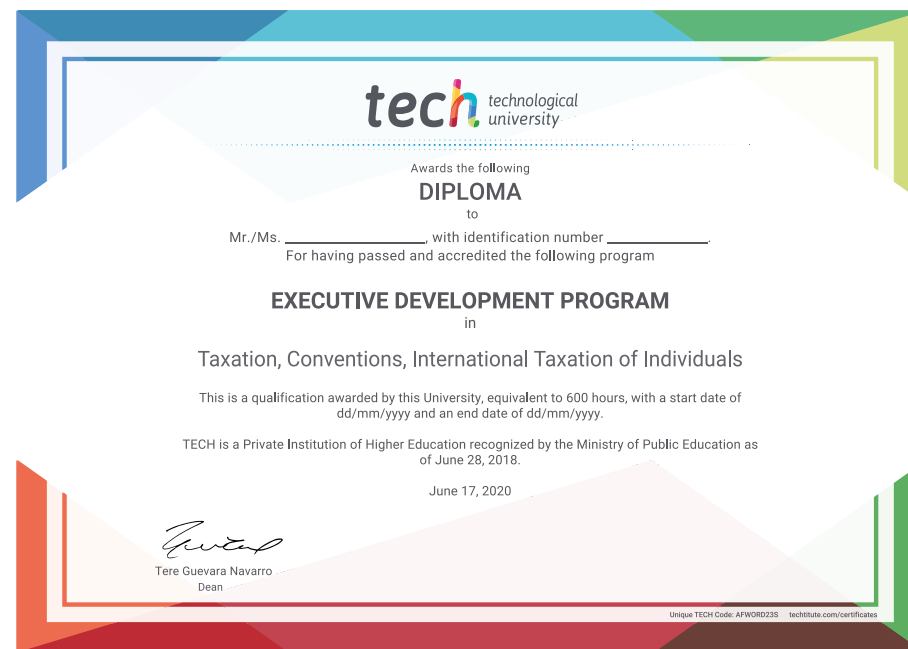 tech technological
university
Awards the following
DIPLOMA
to
Mr./Ms. ____________________, with identification number ______________.
For having passed and accredited the following program
EXECUTIVE DEVELOPMENT PROGRAM
in
Taxation, Conventions, International Taxation of Individuals
This is a qualification awarded by this University, equivalent to 600 hours, with a start date of
dd/mm/yyyy and an end date of dd/mm/yyyy.
TECH is a Private Institution of Higher Education recognized by the Ministry of Public Education as
of June 28, 2018.
June 17, 2020
Tere Guevara Navarro
Dean
Unique TECH Code: AFWORD23S techtitute.com/certificates